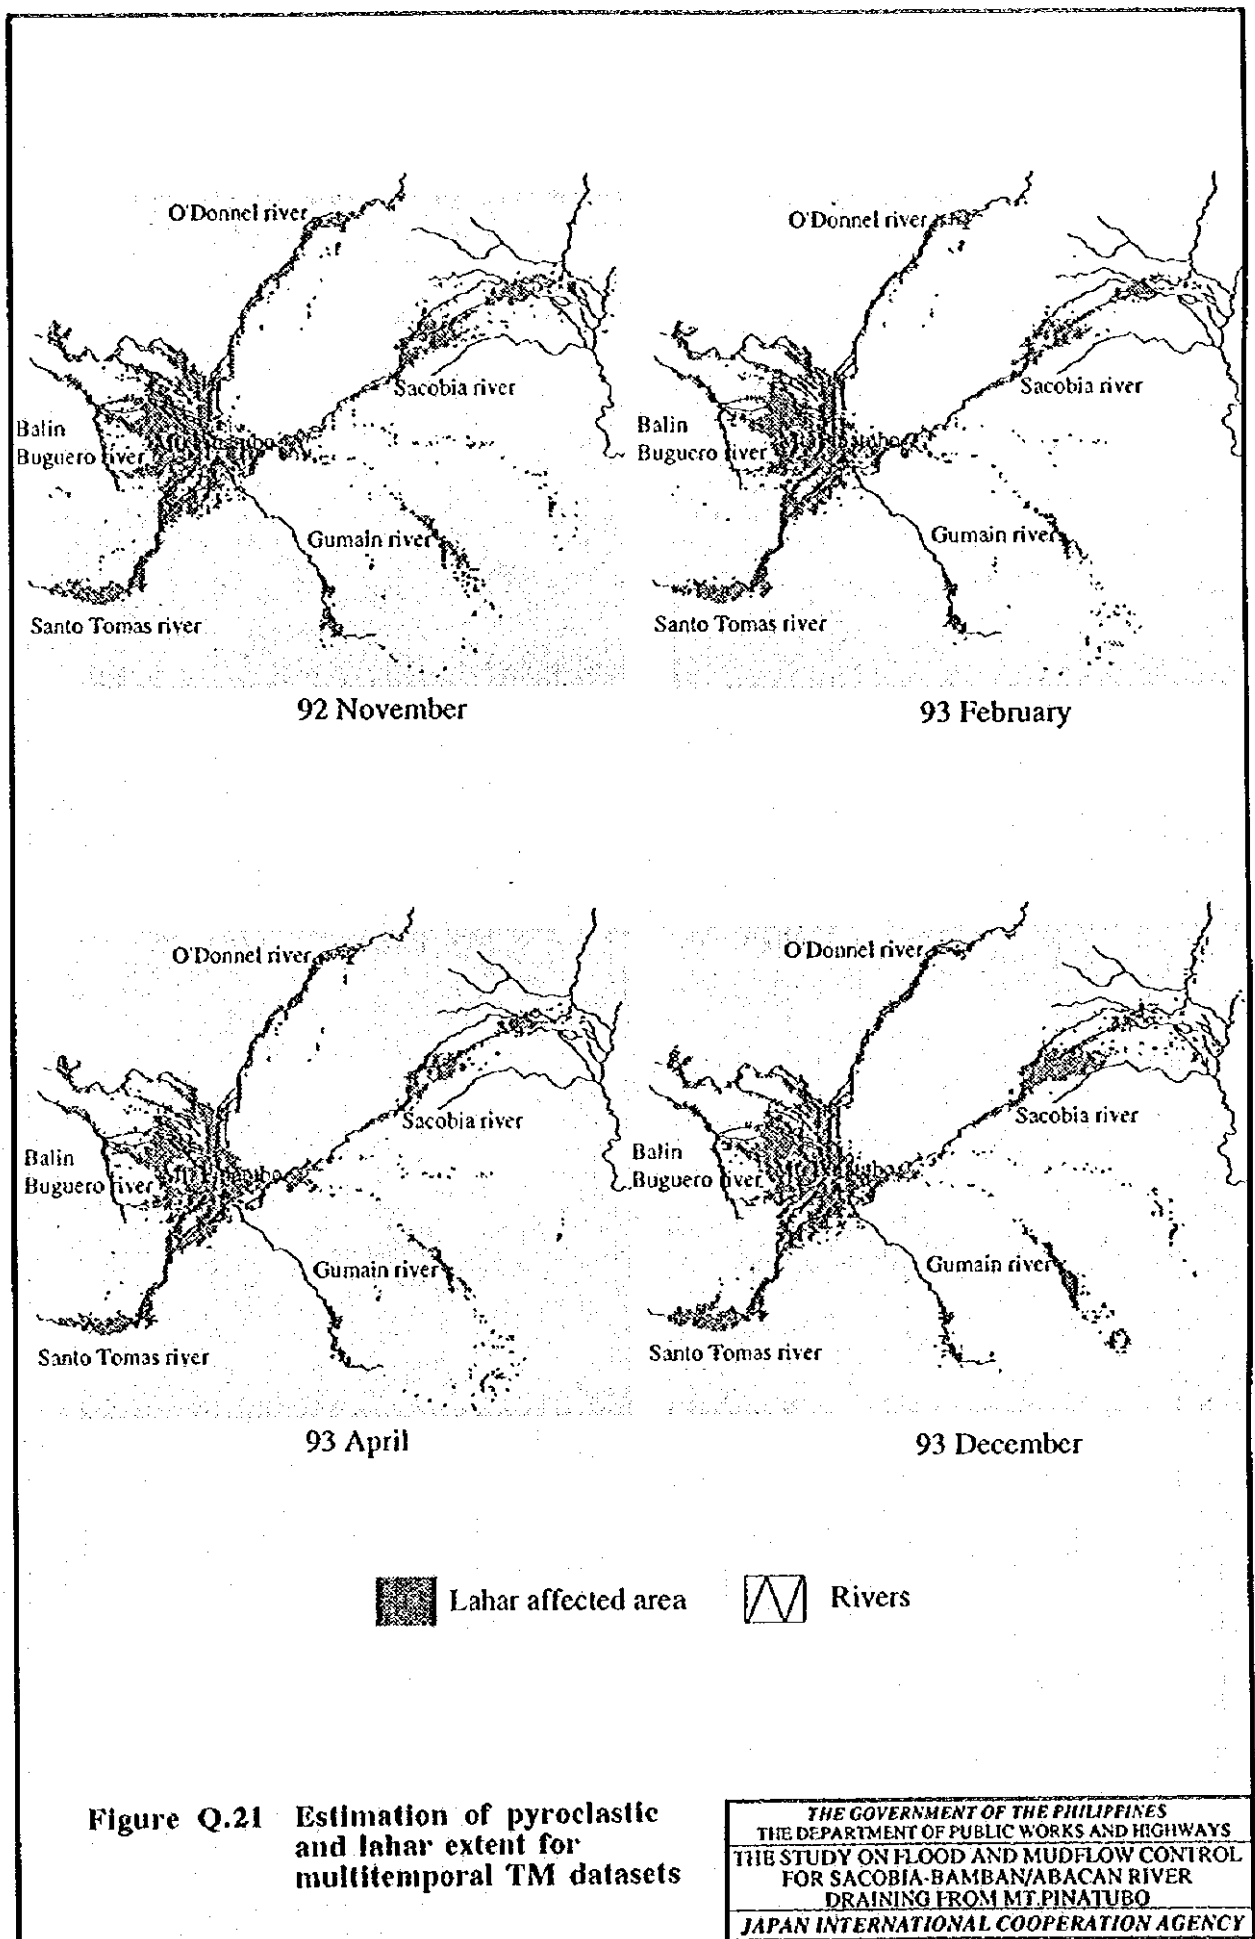 O'Donnel river
Sacobia river
Balin
Buguero river
Gumain river
Santo Tomas river
92 November
O'Donnel river
Sacobia river
Balin
Buguero river
Gumain river
Santo Tomas river
93 February
O'Donnel river
Sacobia river
Balin
Buguero river
Gumain river
Santo Tomas river
93 April
O'Donnel river
Sacobia river
Balin
Buguero river
Gumain river
Santo Tomas river
93 December
Lahar affected area
Rivers
Figure Q.21 Estimation of pyroclastic
and lahar extent for
multitemporal TM datasets
THE GOVERNMENT OF THE PHILIPPINES
THE DEPARTMENT OF PUBLIC WORKS AND HIGHWAYS
THE STUDY ON FLOOD AND MUDFLOW CONTROL
FOR SACOBIA-BAMBAN/ABACAN RIVER
DRAINING FROM MT.PINATUBO
JAPAN INTERNATIONAL COOPERATION AGENCY